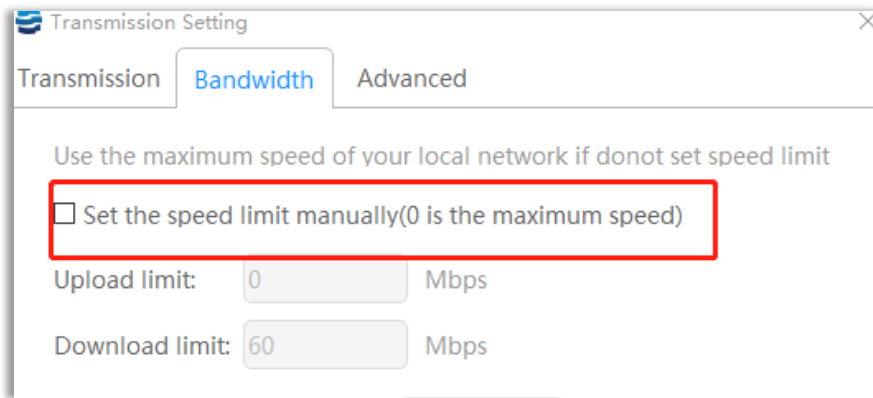 Transmission Setting
Transmission Bandwidth Advanced
Use the maximum speed of your local network if donot set speed limit
Set the speed limit manually(0 is the maximum speed)
Upload limit: 0 Mbps
Download limit: 60 Mbps